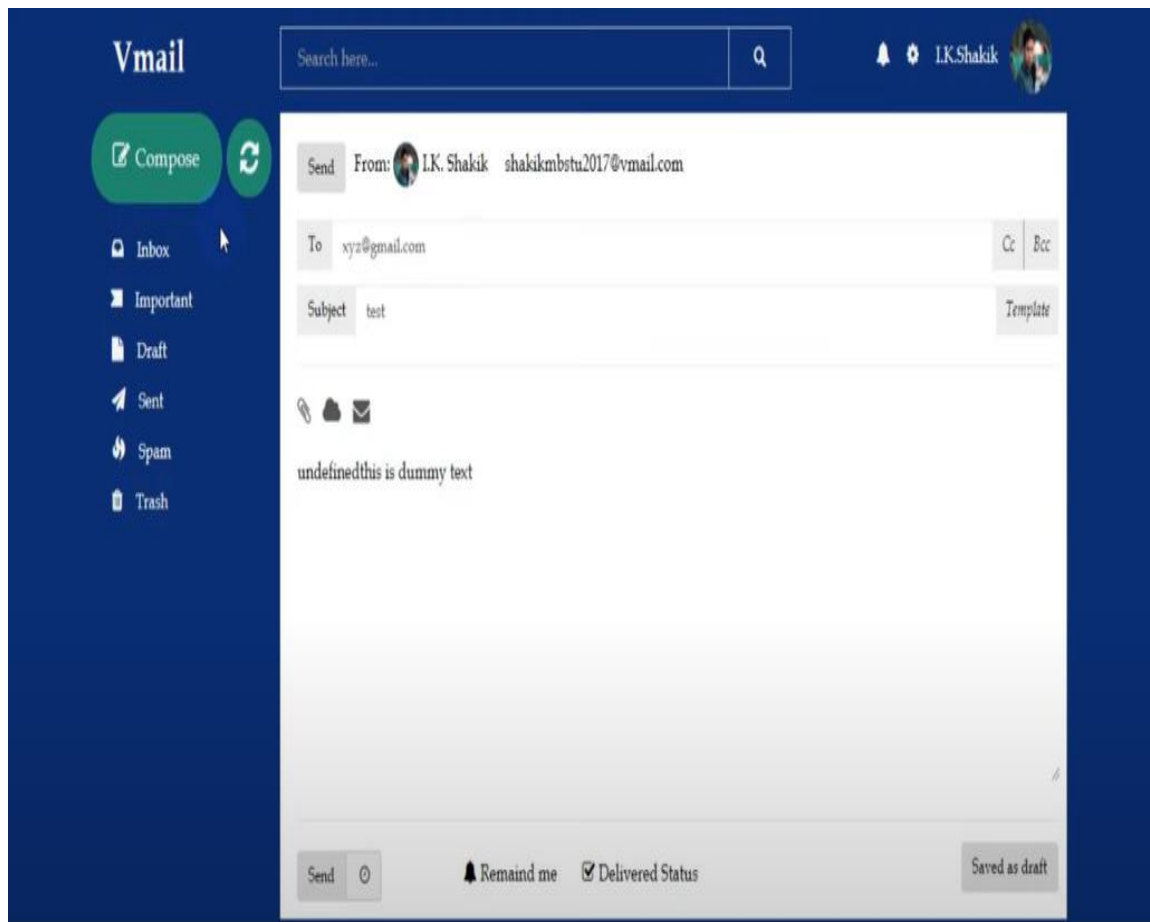 Vmail
Search here...
I.K.Shakik
Compose
Send From: I.K. Shakik shakikmbstu2017@vmail.com
To xyz@gmail.com Cc Bcc
Subject test Template
Inbox
Important
Draft
Sent
Spam
Trash
undefinedthis is dummy text
Send
Remaind me
Delivered Status
Saved as draft